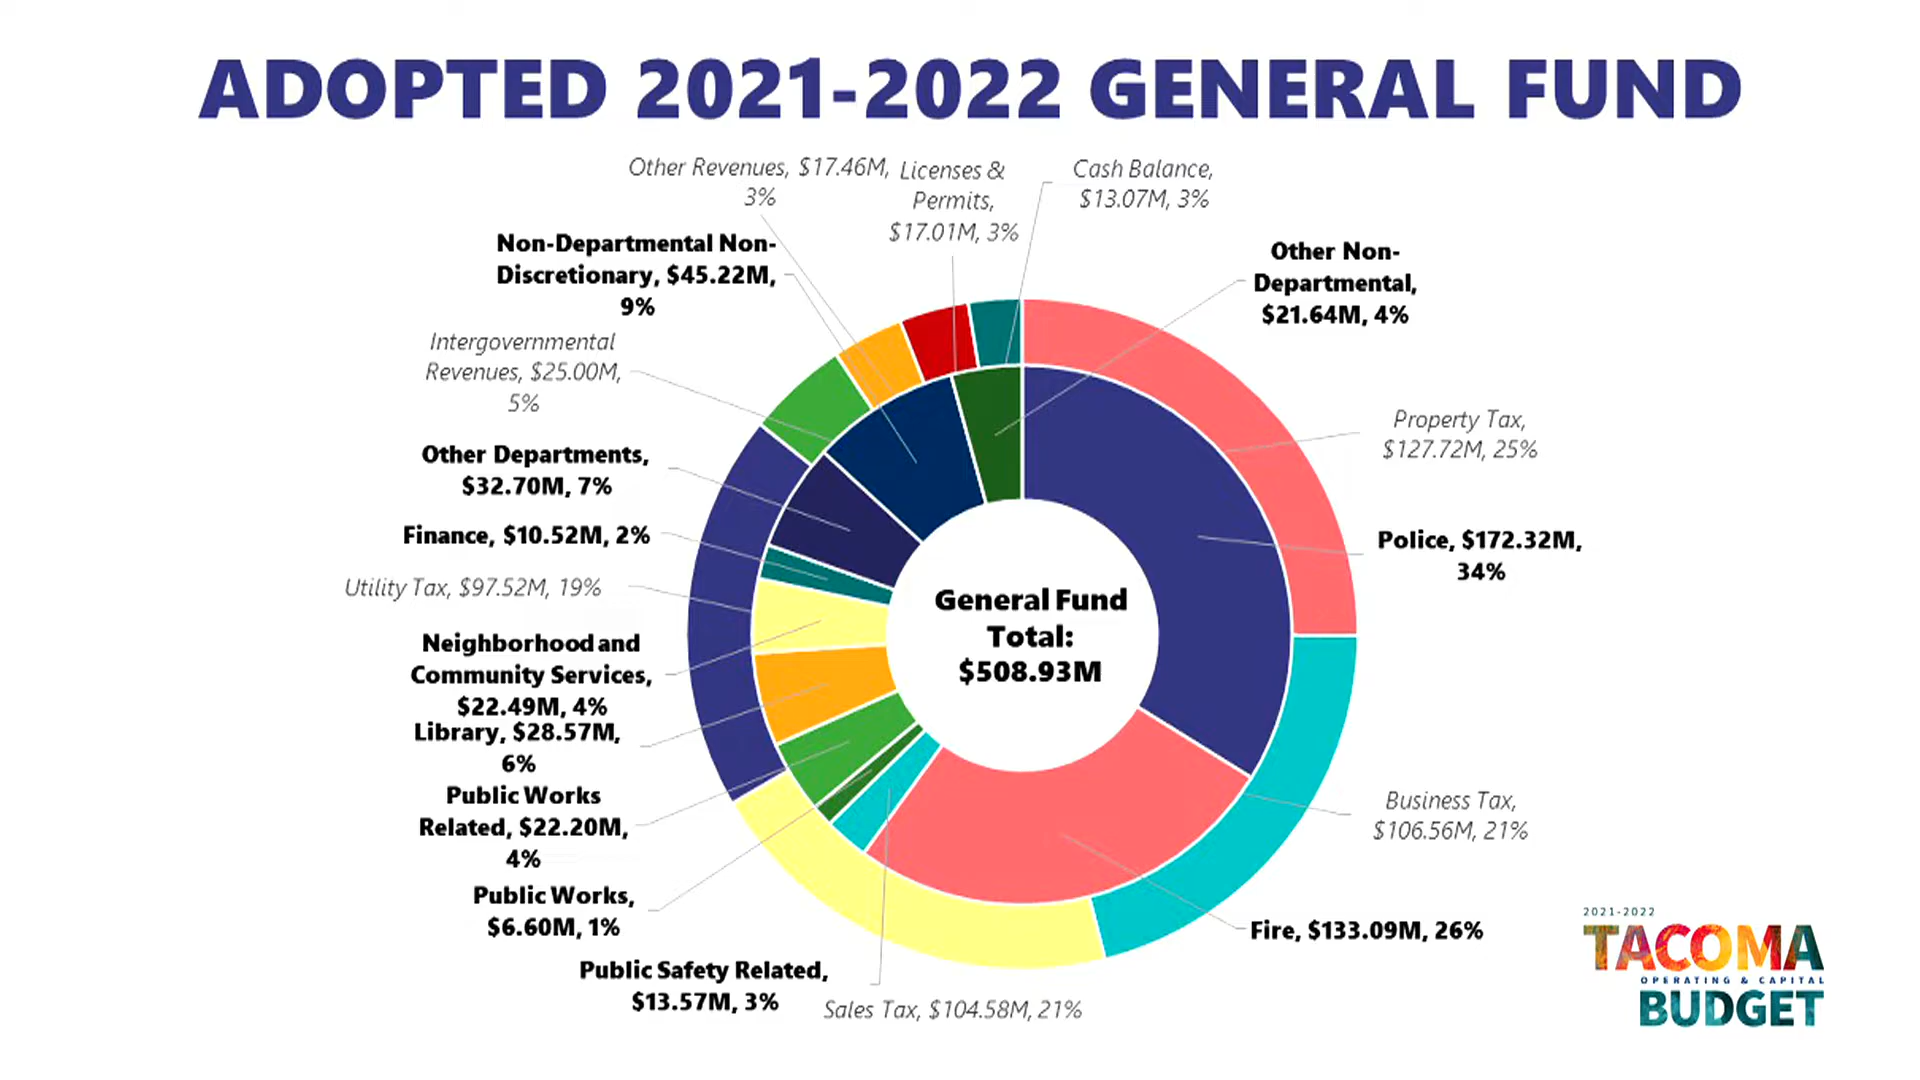 ADOPTED 2021-2022 GENERAL FUND
Other Revenues, $17.46M,
3%
Licenses &
Permits,
$17.01M, 3%
Cash Balance,
$13.07M, 3%
Non-Departmental Non-
Discretionary, $45.22M,
9%
Other Non-
Departmental,
$21.64M, 4%
Intergovernmental
Revenues, $25.00M,
5%
Property Tax,
$127.72M, 25%
Other Departments,
$32.70M, 7%
Finance, $10.52M, 2%
Police, $172.32M,
34%
Utility Tax, $97.52M, 19%
General Fund
Total:
$508.93M
Neighborhood and
Community Services,
$22.49M, 4%
Library, $28.57M,
6%
Public Works
Related, $22.20M,
4%
Business Tax,
$106.56M, 21%
Public Works,
$6.60M, 1%
Fire, $133.09M, 26%
Public Safety Related,
$13.57M, 3%
Sales Tax, $104.58M, 21%
2021-2022
TACOMA
OPERATING & CAPITAL
BUDGET